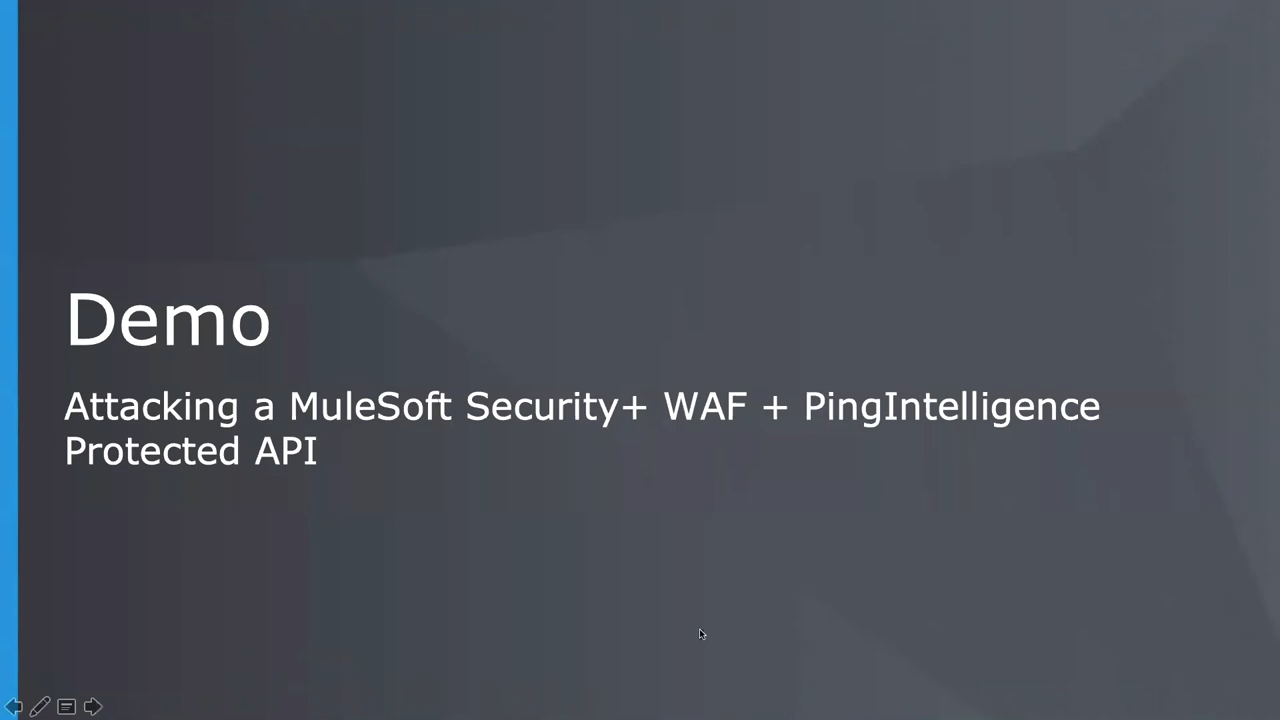 Demo
Attacking a MuleSoft Security+ WAF + PingIntelligence
Protected API